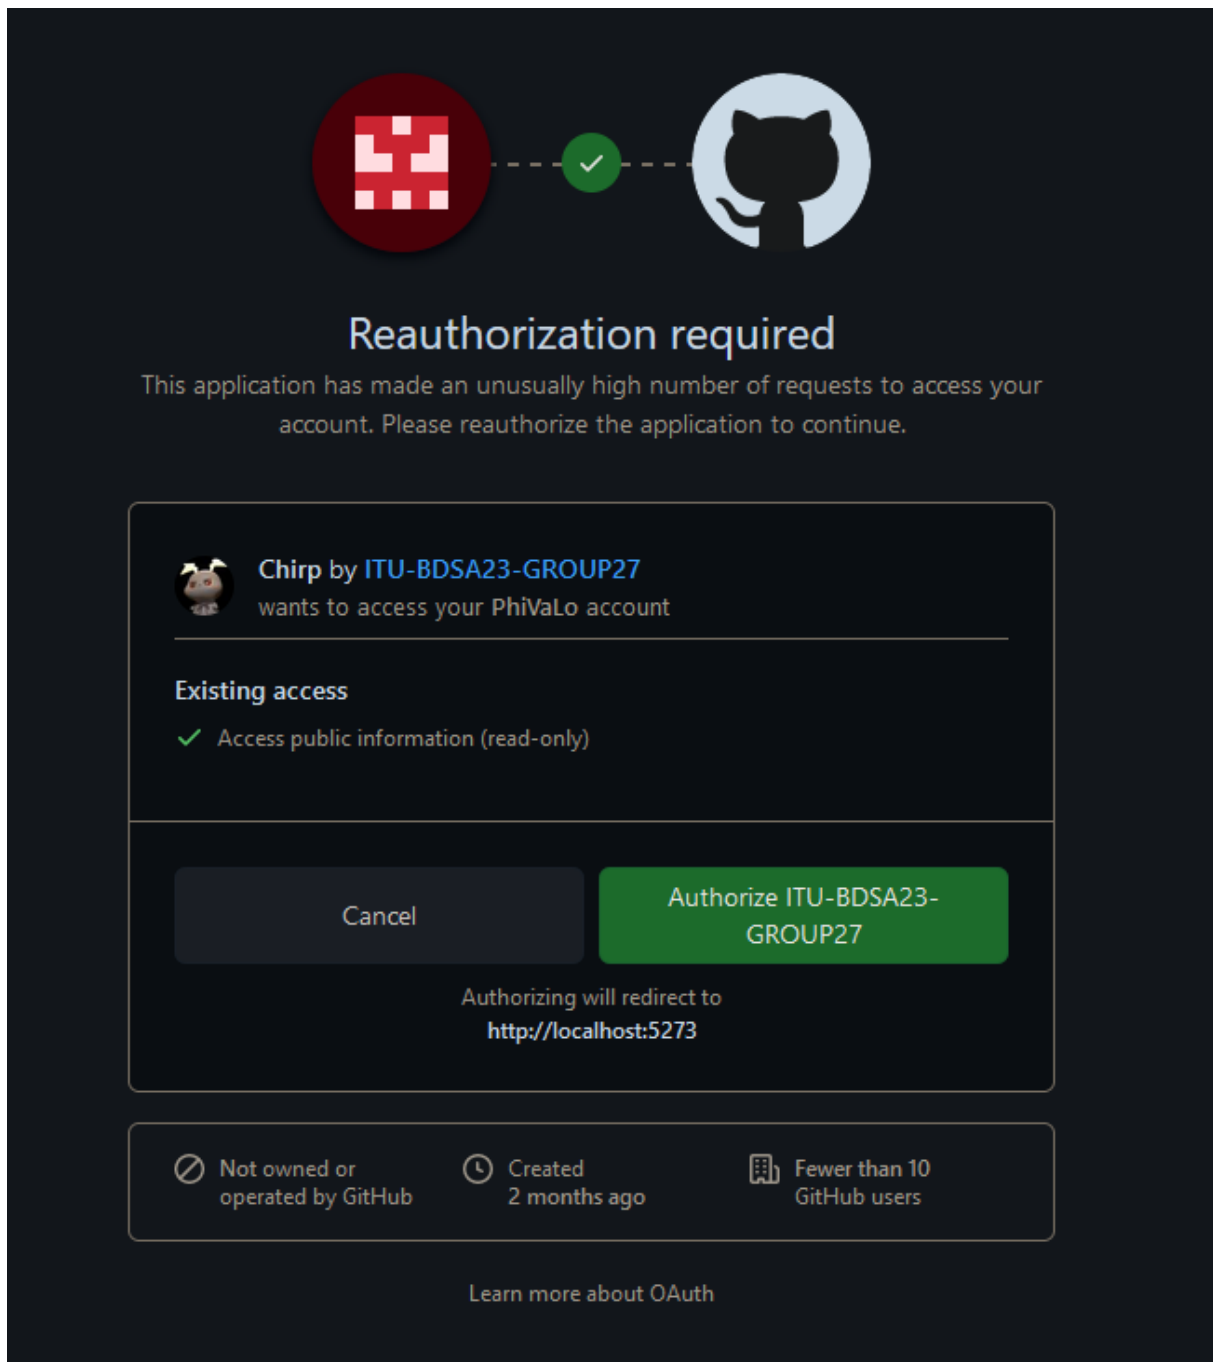 Reauthorization required
This application has made an unusually high number of requests to access your
account. Please reauthorize the application to continue.
Chirp by ITU-BDSA23-GROUP27
wants to access your PhiVaLo account
Existing access
Access public information (read-only)
Cancel
Authorize ITU-BDSA23-
GROUP27
Authorizing will redirect to
http://localhost:5273
Not owned or
operated by GitHub
Created
2 months ago
Fewer than 10
GitHub users
Learn more about OAuth